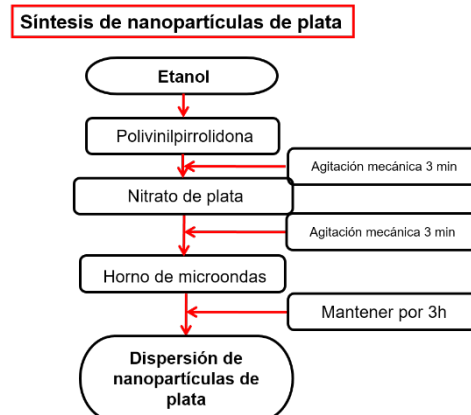 Síntesis de nanopartículas de plata
Etanol
Polivinilpirrolidona
Agitación mecánica 3 min
Nitrato de plata
Agitación mecánica 3 min
Horno de microondas
Mantener por 3h
Dispersión de
nanopartículas de
plata